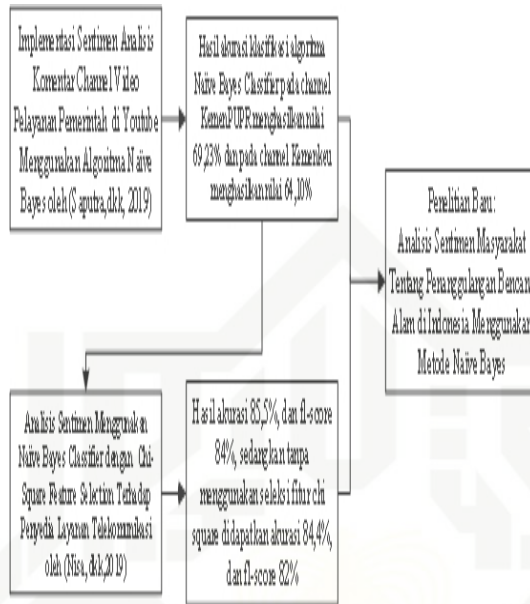 Implementasi Sentimen Analisis
Komentar Channel Video
Pelayanan Pemerintah di Youtube
Menggunakan Algoritma Naïve
Bayes oleh (Saputra,dkk, 2019)
Hasil akurasi klasifikasi algoritma
Naïve Bayes Classifier pada channel
KemenPUPR menghasilkan nilai
69,23% dan pada channel Kemenkeu
menghasilkan nilai 64,10%
Penelitian Baru:
Analisis Sentimen Masyarakat
Tentang Penanggulangan Bencana
Alam di Indonesia Menggunakan
Metode Naïve Bayes
Analisis Sentimen Menggunakan
Naïve Bayes Classifier dengan Chi-
Square Feature Selection Terhadap
Penyedia Layanan Telekomunikasi
oleh (Nisa, dkk,2019)
Hasil akurasi 85,5%, dan f1-score
84%, sedangkan tanpa
menggunakan seleksi fitur chi
square didapatkan akurasi 84,4%,
dan f1-score 82%